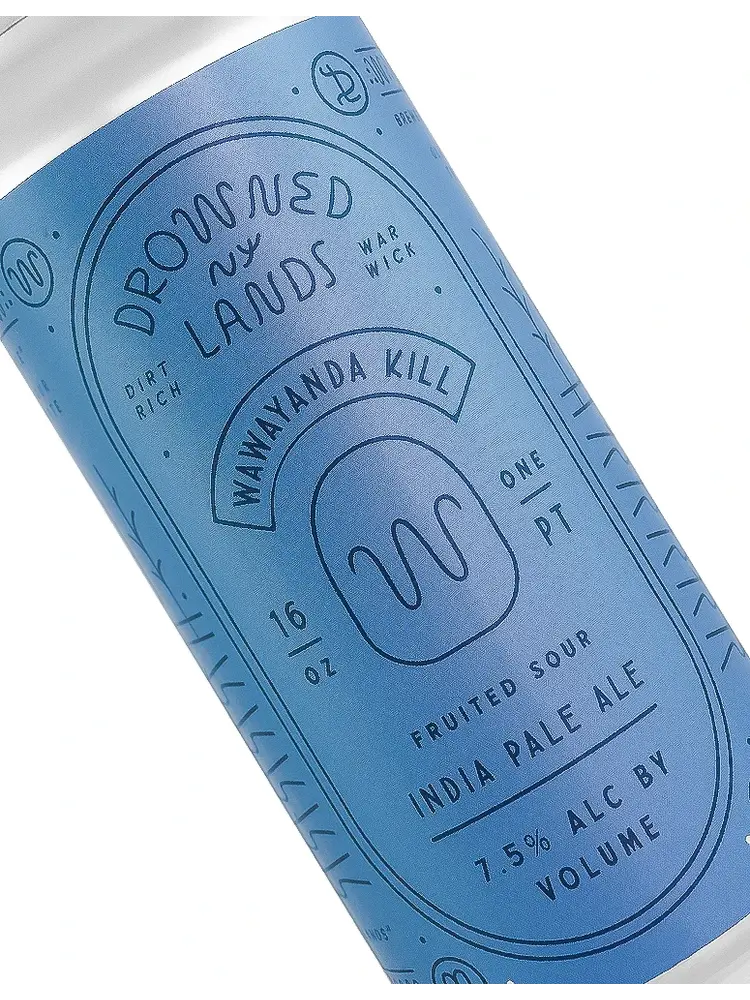 DROWNED
NY
LANDS
WAR
WICK
DIRT
RICH
WAWAYANDA KILL
W
ONE
PT
16
OZ
FRUITED SOUR
INDIA PALE ALE
7.5% ALC BY
VOLUME
W